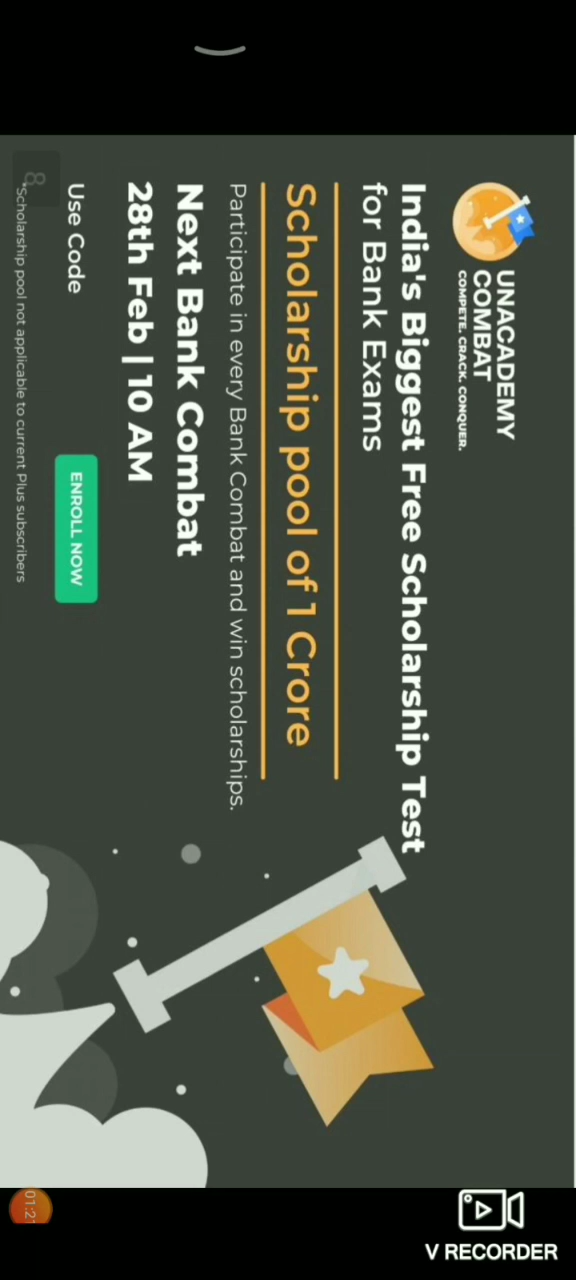 UNACADEMY
COMBAT
COMPETE. CRACK. CONQUER.
India's Biggest Free Scholarship Test
for Bank Exams
Scholarship pool of 1 Crore
Participate in every Bank Combat and win scholarships.
Next Bank Combat
28th Feb | 10 AM
Use Code
ENROLL NOW
8
*Scholarship pool not applicable to current Plus subscribers
V RECORDER